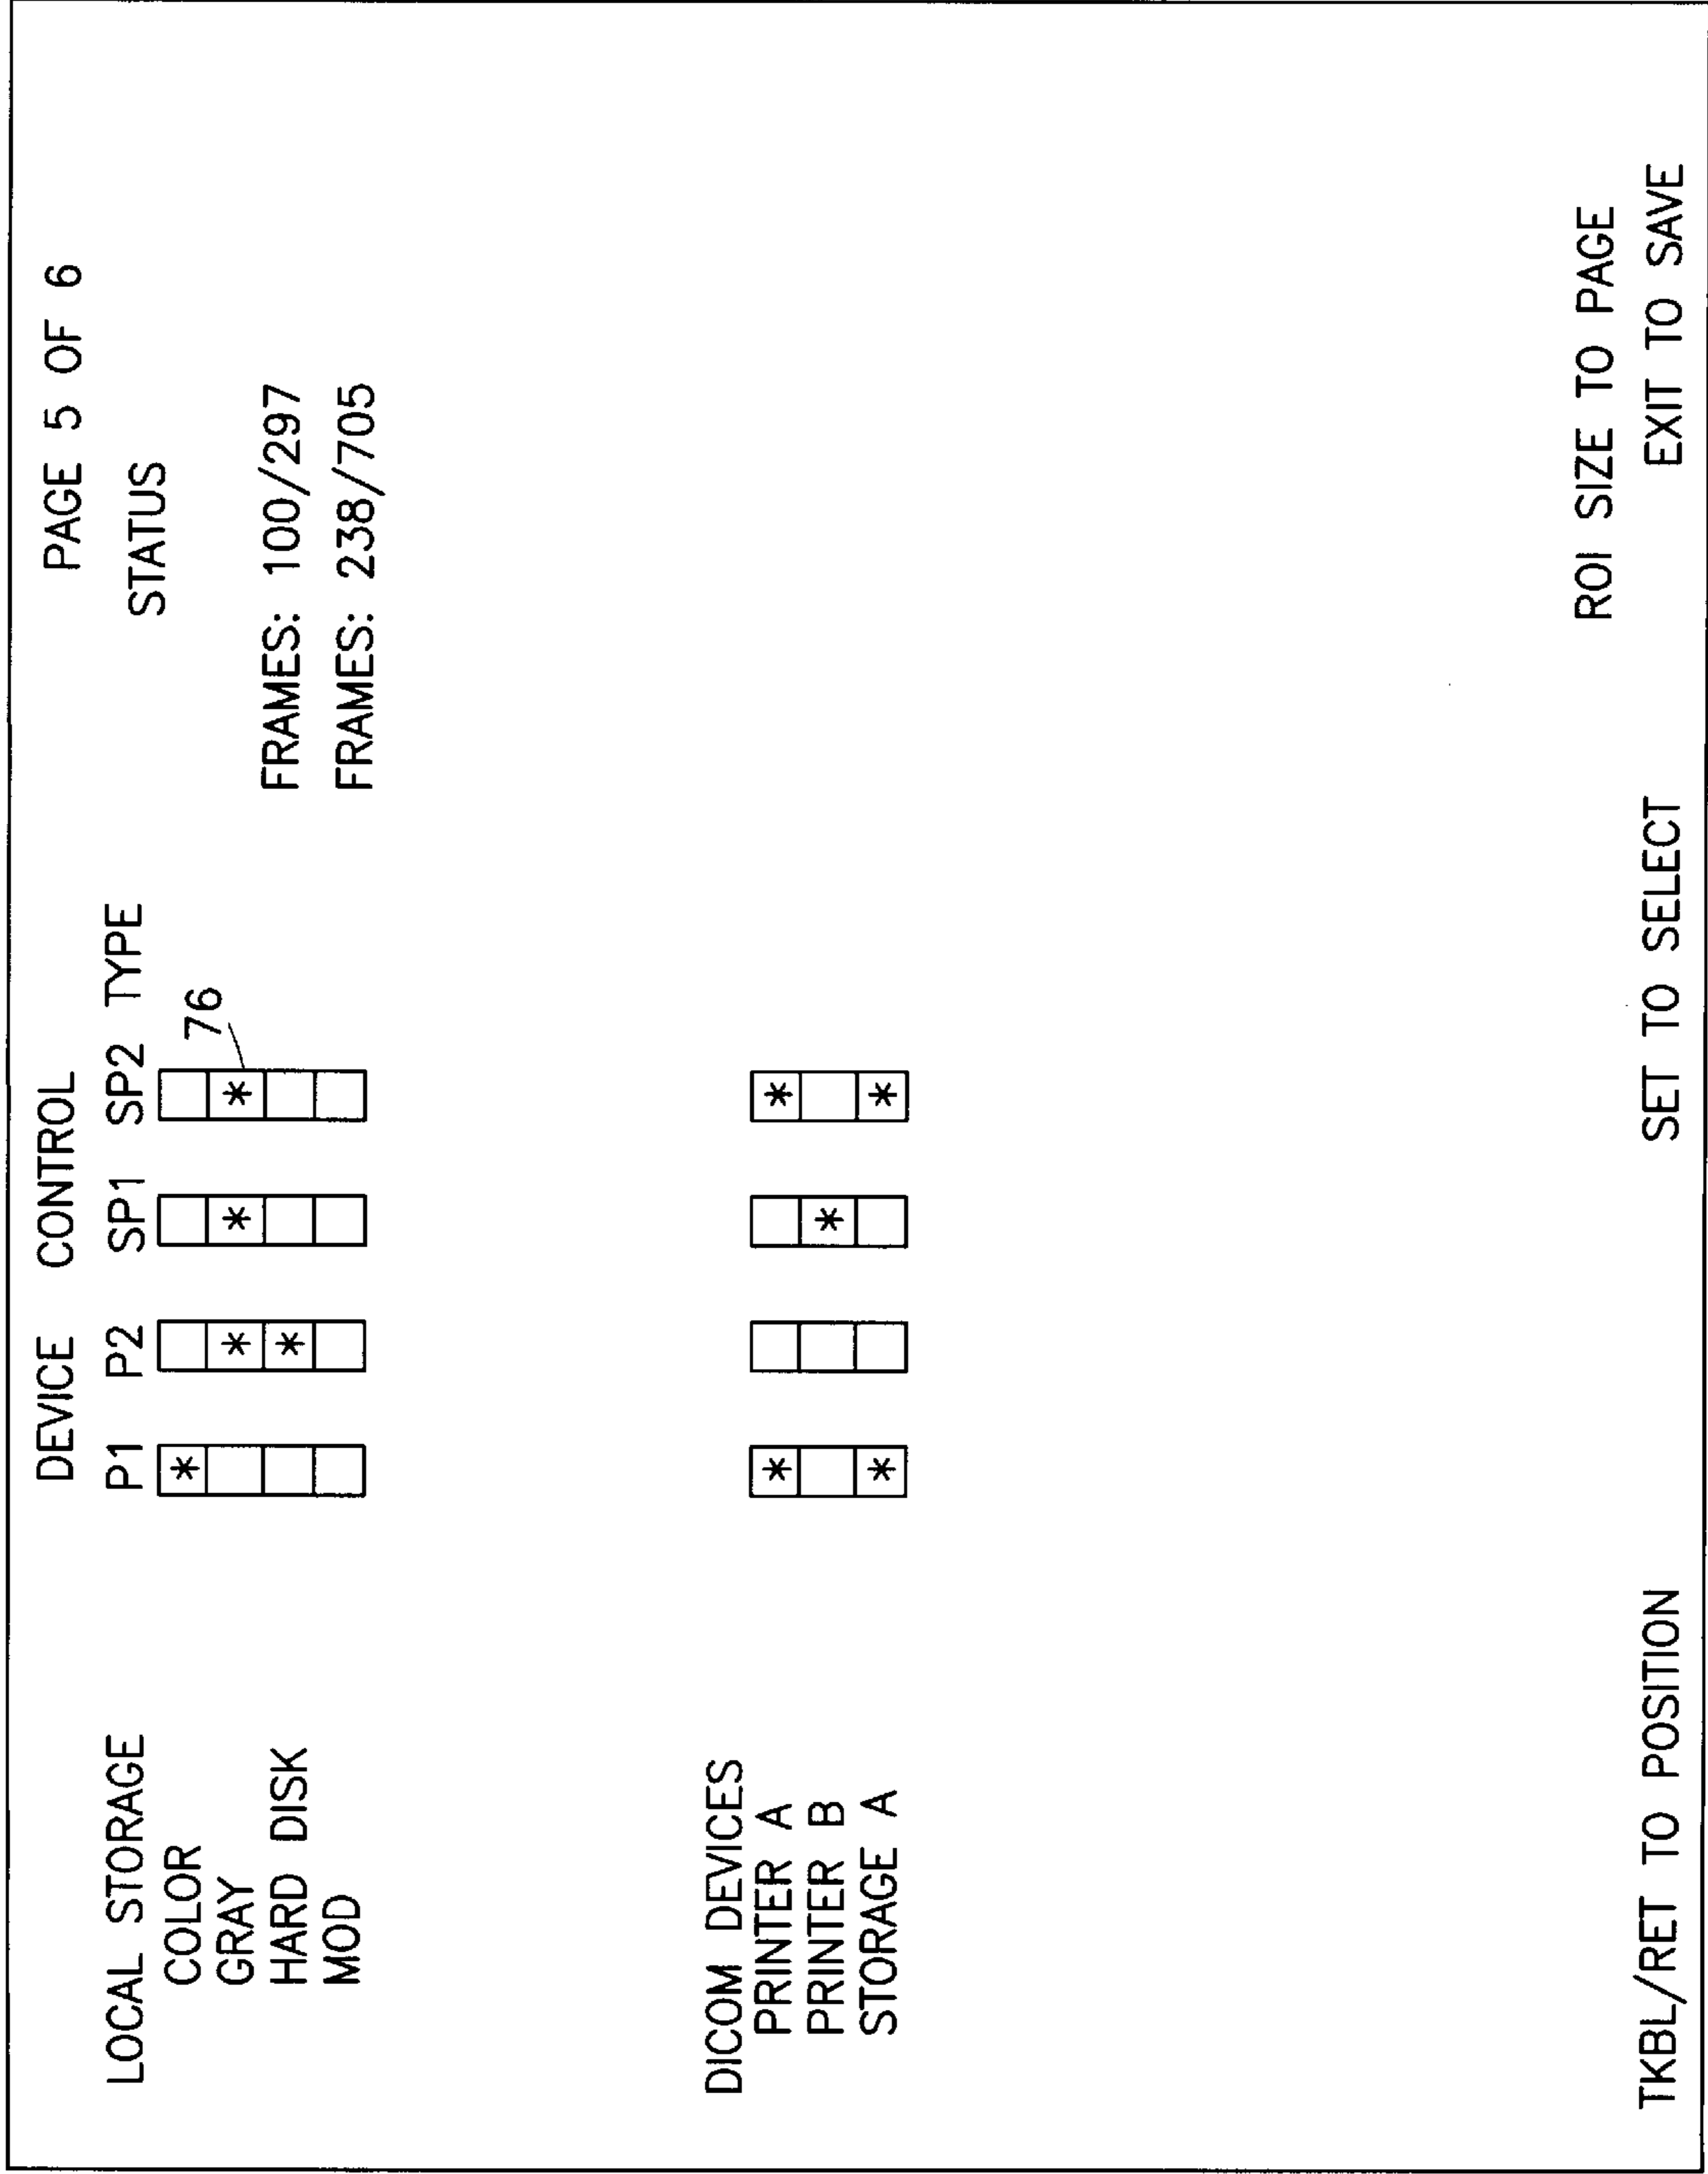 DEVICE CONTROL PAGE 5 OF 6
LOCAL STORAGE P1 P2 SP1 SP2 TYPE STATUS
COLOR *
GRAY * * * 76
HARD DISK * FRAMES: 100/297
MOD FRAMES: 238/705
DICOM DEVICES
PRINTER A * *
PRINTER B *
STORAGE A * *
ROI SIZE TO PAGE
TKBL/RET TO POSITION SET TO SELECT EXIT TO SAVE